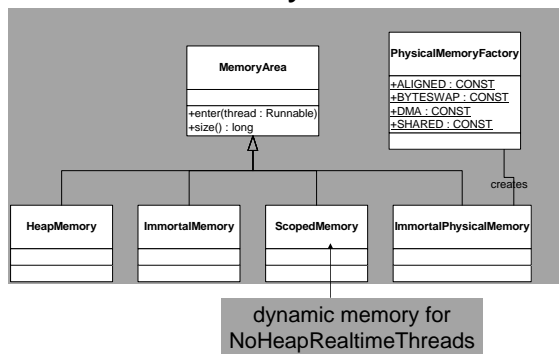 MemoryArea
+enter(thread : Runnable)
+size() : long
PhysicalMemoryFactory
+ALIGNED : CONST
+BYTESWAP : CONST
+DMA : CONST
+SHARED : CONST
creates
HeapMemory
ImmortalMemory
ScopedMemory
ImmortalPhysicalMemory
dynamic memory for
NoHeapRealtimeThreads